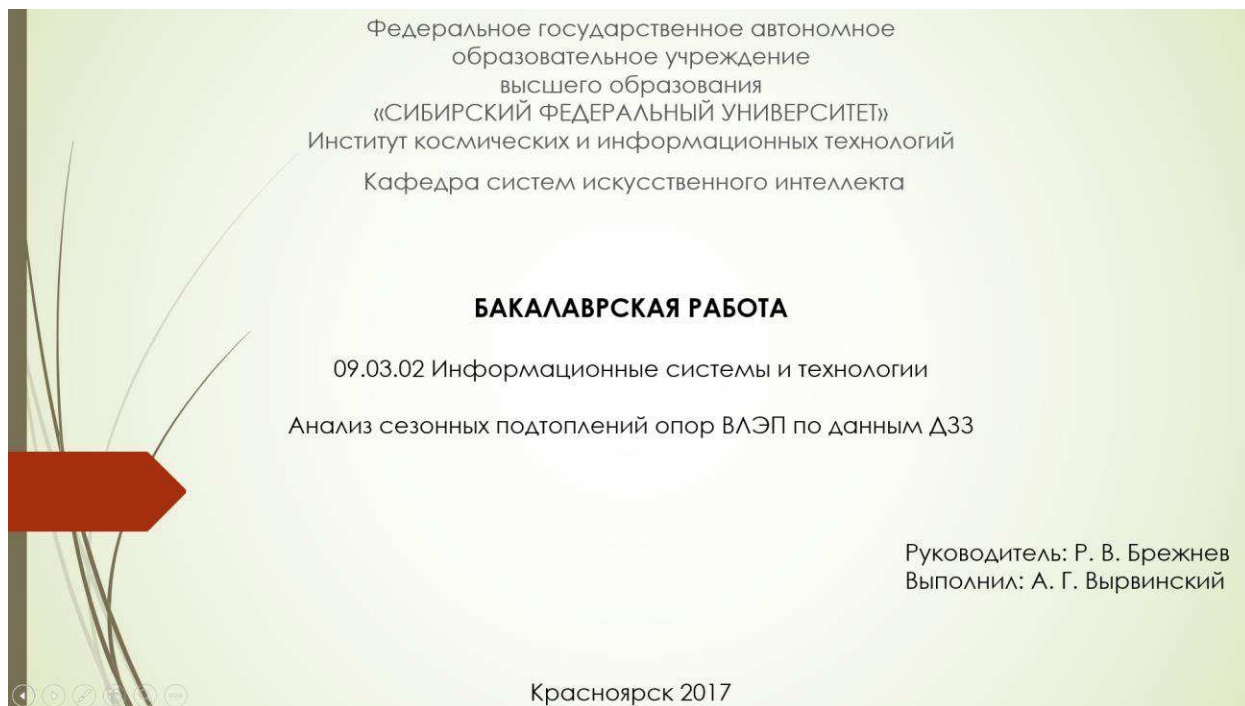 Федеральное государственное автономное
образовательное учреждение
высшего образования
«СИБИРСКИЙ ФЕДЕРАЛЬНЫЙ УНИВЕРСИТЕТ»
Институт космических и информационных технологий
Кафедра систем искусственного интеллекта
БАКАЛАВРСКАЯ РАБОТА
09.03.02 Информационные системы и технологии
Анализ сезонных подтоплений опор ВЛЭП по данным ДЗЗ
Руководитель: Р. В. Брежнев
Выполнил: А. Г. Вырвинский
Красноярск 2017